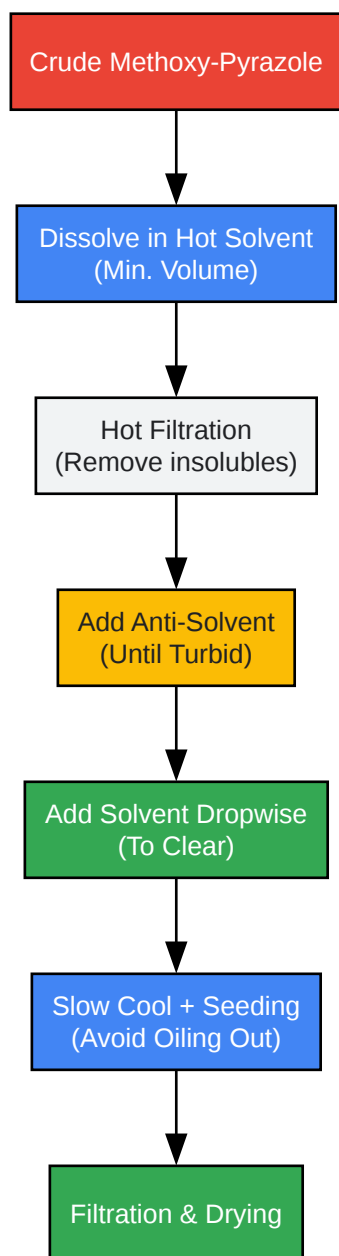 Crude Methoxy-Pyrazole
Dissolve in Hot Solvent
(Min. Volume)
Hot Filtration
(Remove insolubles)
Add Anti-Solvent
(Until Turbid)
Add Solvent Dropwise
(To Clear)
Slow Cool + Seeding
(Avoid Oiling Out)
Filtration & Drying